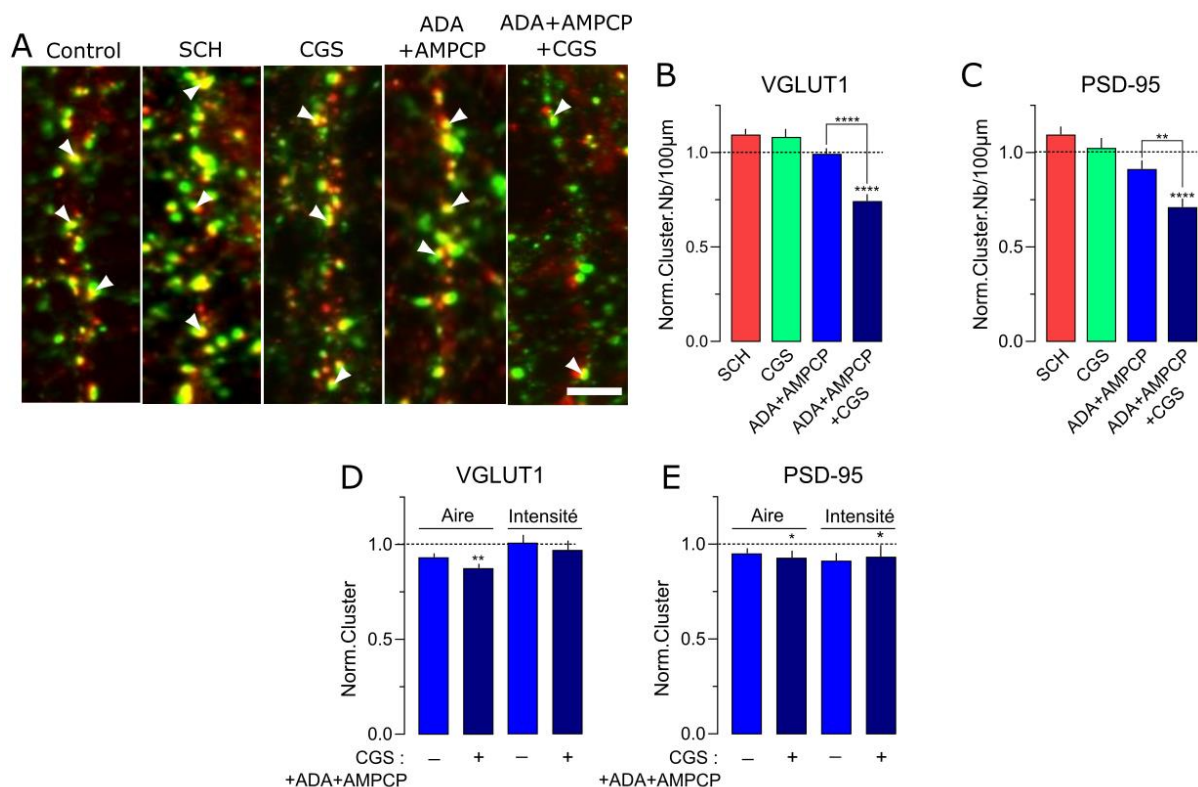 A
Control
SCH
CGS
ADA
+AMPCP
ADA+AMPCP
+CGS
B
VGLUT1
Norm.Cluster.Nb/100µm
1.0
0.5
0.0
****
****
SCH
CGS
ADA+AMPCP
ADA+AMPCP
+CGS
C
PSD-95
Norm.Cluster.Nb/100µm
1.0
0.5
0.0
**
****
SCH
CGS
ADA+AMPCP
ADA+AMPCP
+CGS
D
VGLUT1
Aire
Intensité
Norm.Cluster
1.0
0.5
0.0
**
CGS : – + – +
+ADA+AMPCP
E
PSD-95
Aire
Intensité
Norm.Cluster
1.0
0.5
0.0
* *
CGS : – + – +
+ADA+AMPCP